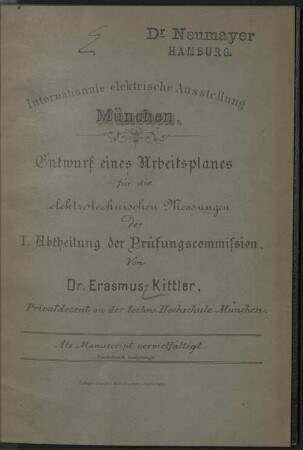 Dr Neumayer
HAMBURG.
Internationale elektrische Ausstellung
München.
Entwurf eines Arbeitsplanes
für die
elektrotechnischen Messungen
der
I. Abtheilung der Prüfungscommission.
Von
Dr. Erasmus Kittler,
Privatdocent an der techn. Hochschule München.
Als Manuscript vervielfältigt.